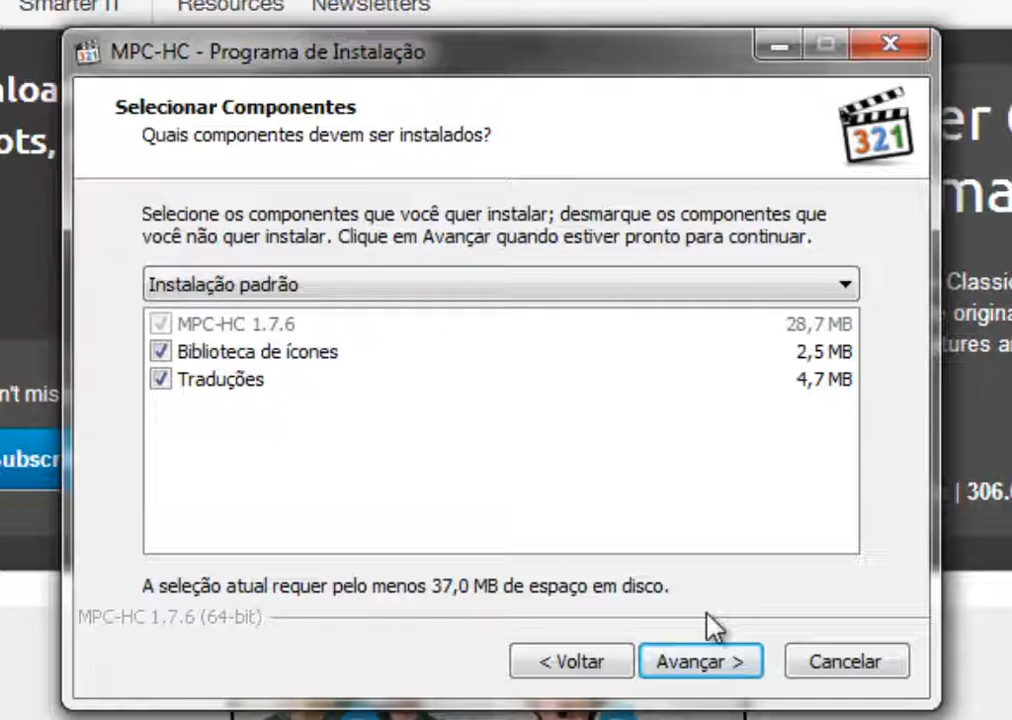 Smarter IT
Resources
Newsletters
MPC-HC - Programa de Instalação
Selecionar Componentes
Quais componentes devem ser instalados?
321
Selecione os componentes que você quer instalar; desmarque os componentes que
você não quer instalar. Clique em Avançar quando estiver pronto para continuar.
Instalação padrão
MPC-HC 1.7.6 28,7 MB
Biblioteca de ícones 2,5 MB
Traduções 4,7 MB
A seleção atual requer pelo menos 37,0 MB de espaço em disco.
MPC-HC 1.7.6 (64-bit)
< Voltar
Avançar >
Cancelar